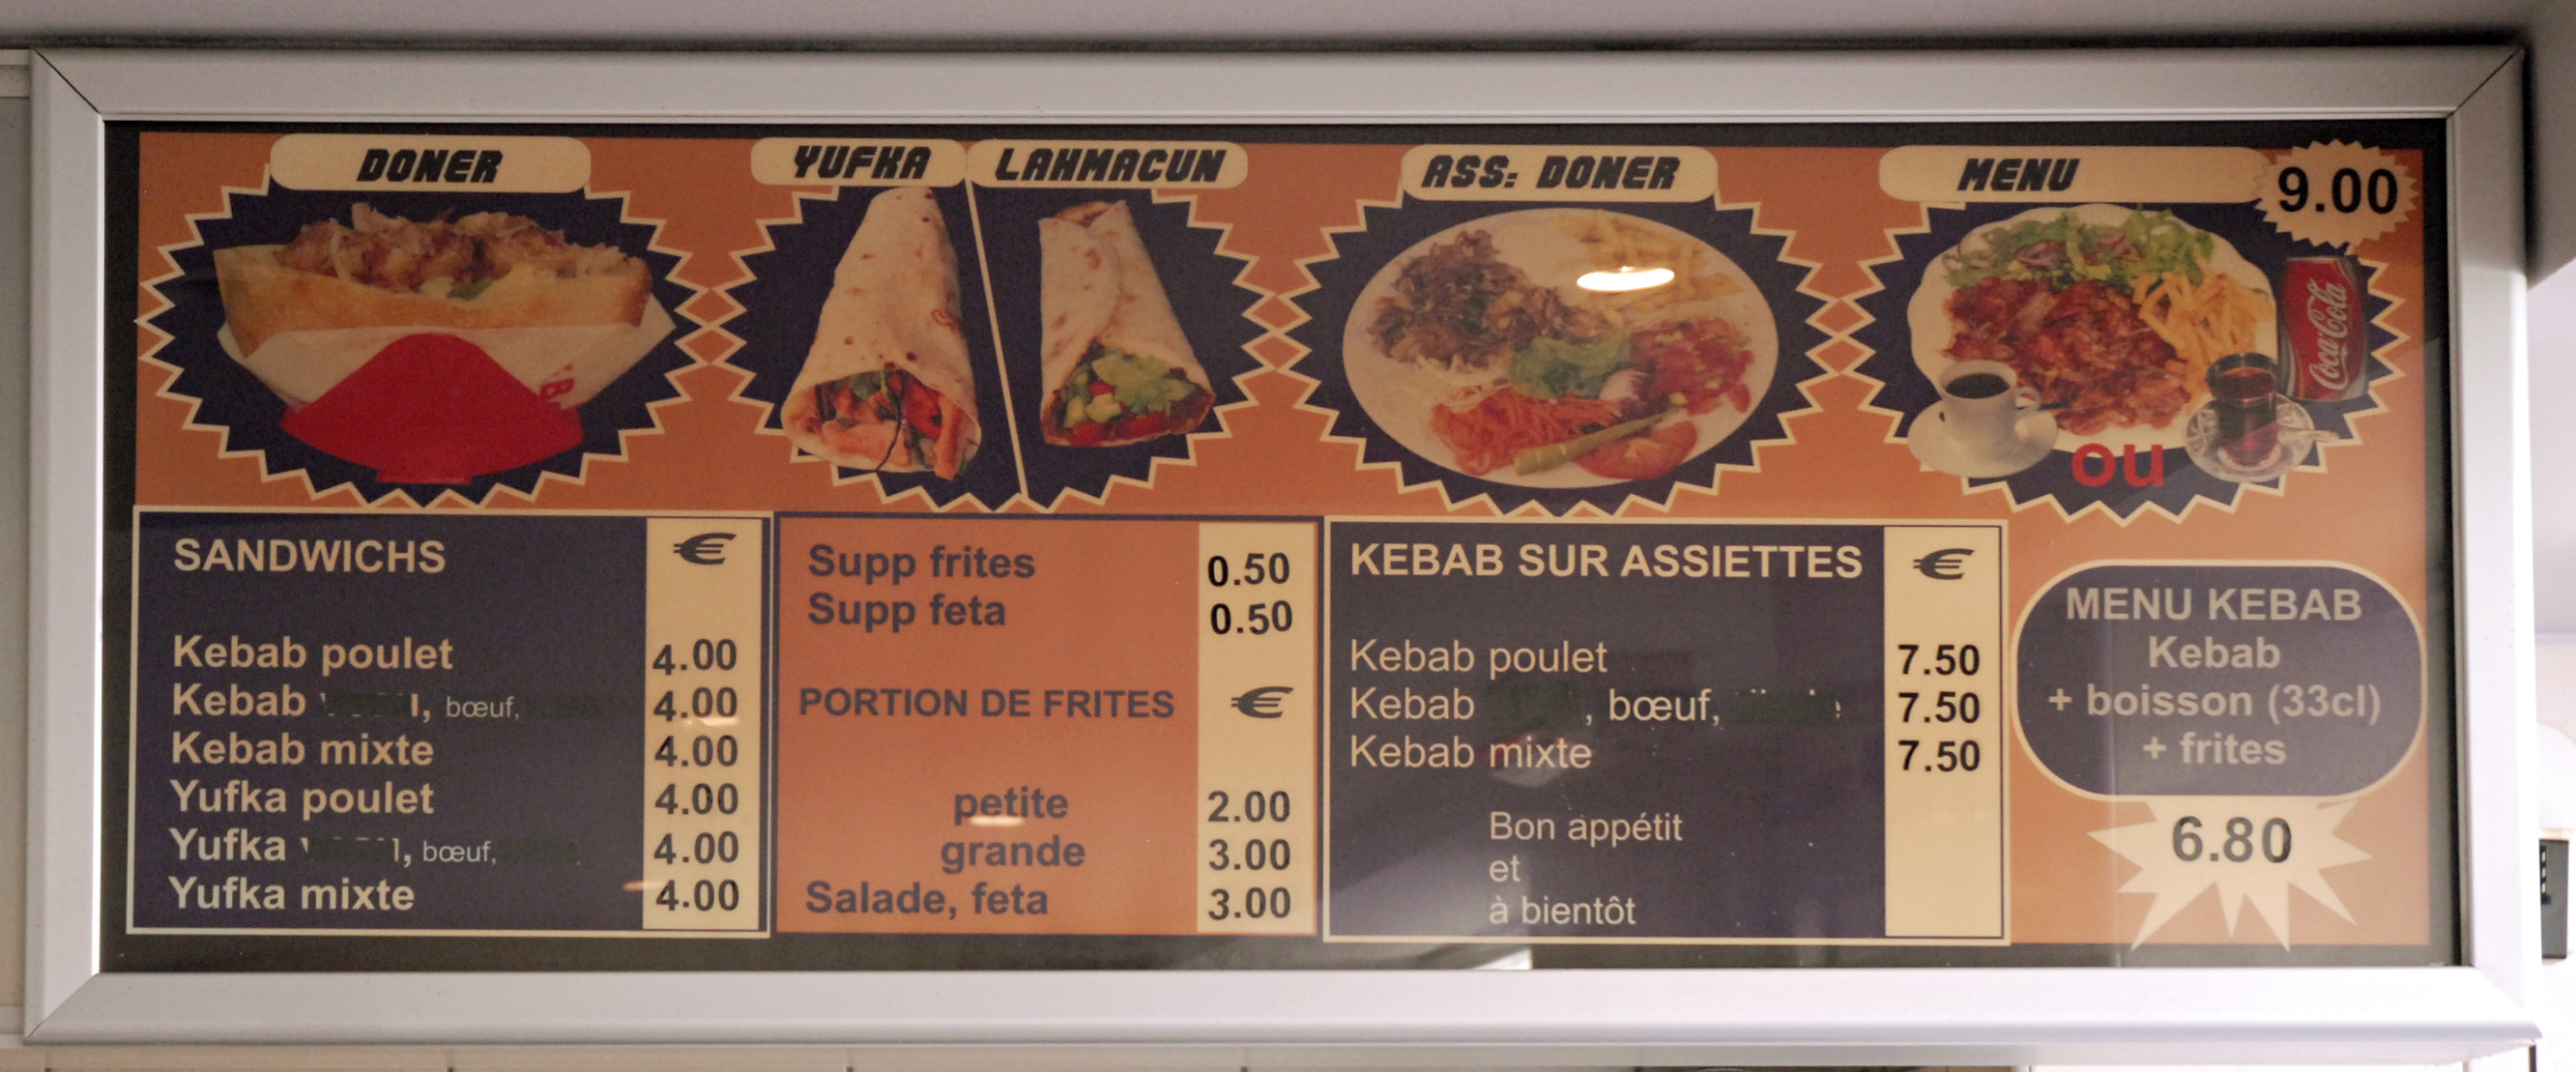 DONER
YUFKA
LAHMACUN
ASS: DONER
MENU
9.00
Coca-Cola
ou
SANDWICHS €
Kebab poulet 4.00
Kebab , bœuf, 4.00
Kebab mixte 4.00
Yufka poulet 4.00
Yufka , bœuf, 4.00
Yufka mixte 4.00
Supp frites 0.50
Supp feta 0.50
PORTION DE FRITES €
petite 2.00
grande 3.00
Salade, feta 3.00
KEBAB SUR ASSIETTES €
Kebab poulet 7.50
Kebab , bœuf, 7.50
Kebab mixte 7.50
Bon appétit
et
à bientôt
MENU KEBAB
Kebab
+ boisson (33cl)
+ frites
6.80